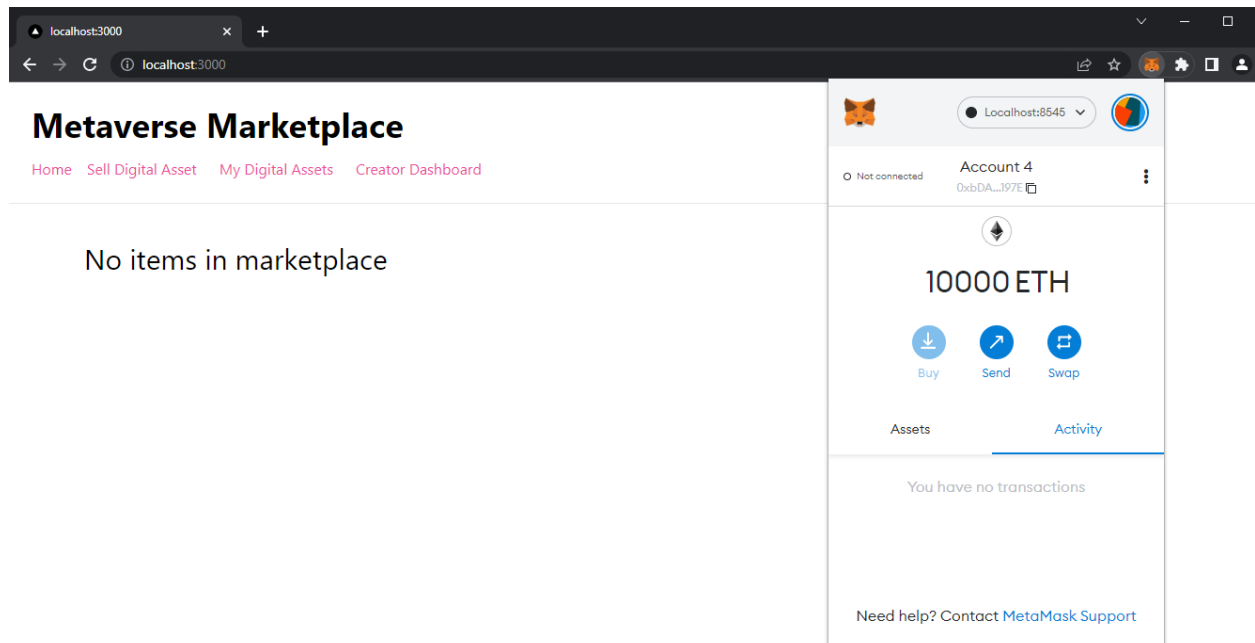 localhost:3000
localhost:3000
Metaverse Marketplace
Home Sell Digital Asset My Digital Assets Creator Dashboard
No items in marketplace
Localhost:8545
Not connected
Account 4
0xbDA...197E
10000 ETH
Buy Send Swap
Assets Activity
You have no transactions
Need help? Contact MetaMask Support